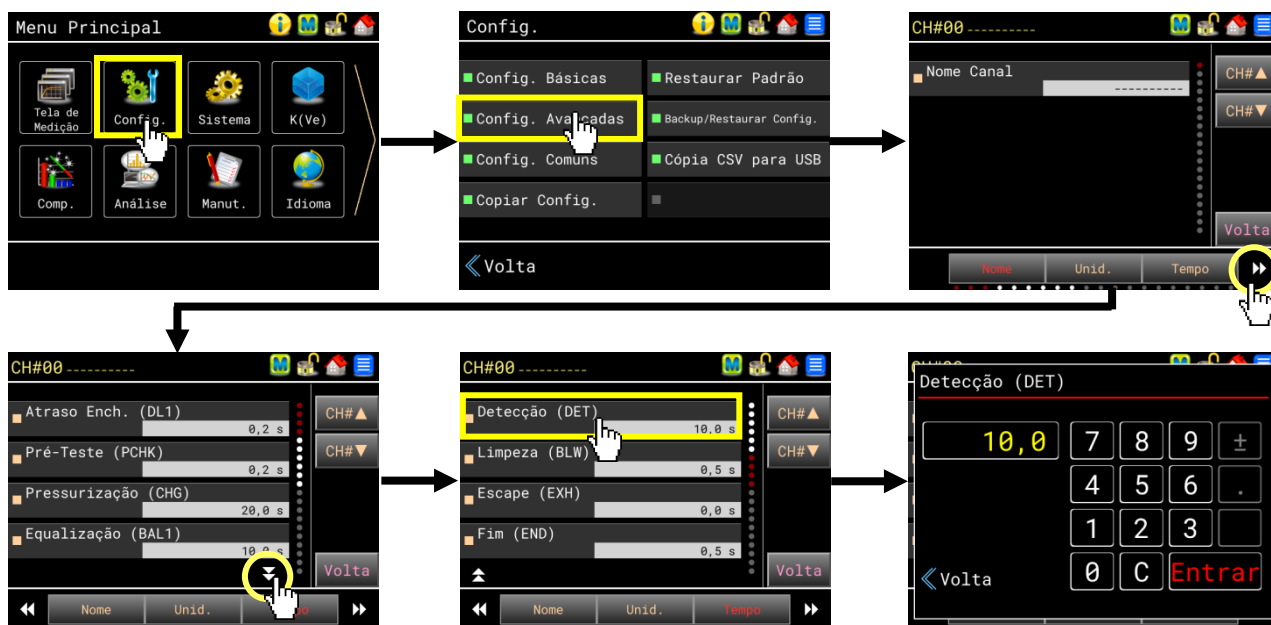 Menu Principal
Tela de
Medição
Config.
Sistema
K(Ve)
Comp.
Análise
Manut.
Idioma
Config.
Config. Básicas
Restaurar Padrão
Config. Avançadas
Backup/Restaurar Config.
Config. Comuns
Cópia CSV para USB
Copiar Config.
Volta
CH#00 ----------
Nome Canal
----------
CH#▲
CH#▼
Volta
Nome Unid. Tempo
CH#00 ----------
Atraso Ench. (DL1)
0,2 s
Pré-Teste (PCHK)
0,2 s
Pressurização (CHG)
20,0 s
Equalização (BAL1)
10,0 s
CH#▲
CH#▼
Volta
Nome Unid.
CH#00 ----------
Detecção (DET)
10.0 s
Limpeza (BLW)
0,5 s
Escape (EXH)
0,0 s
Fim (END)
0,5 s
CH#▲
CH#▼
Volta
Nome Unid. Tempo
Detecção (DET)
10,0
7 8 9 ±
4 5 6 .
1 2 3
0 C Entrar
Volta